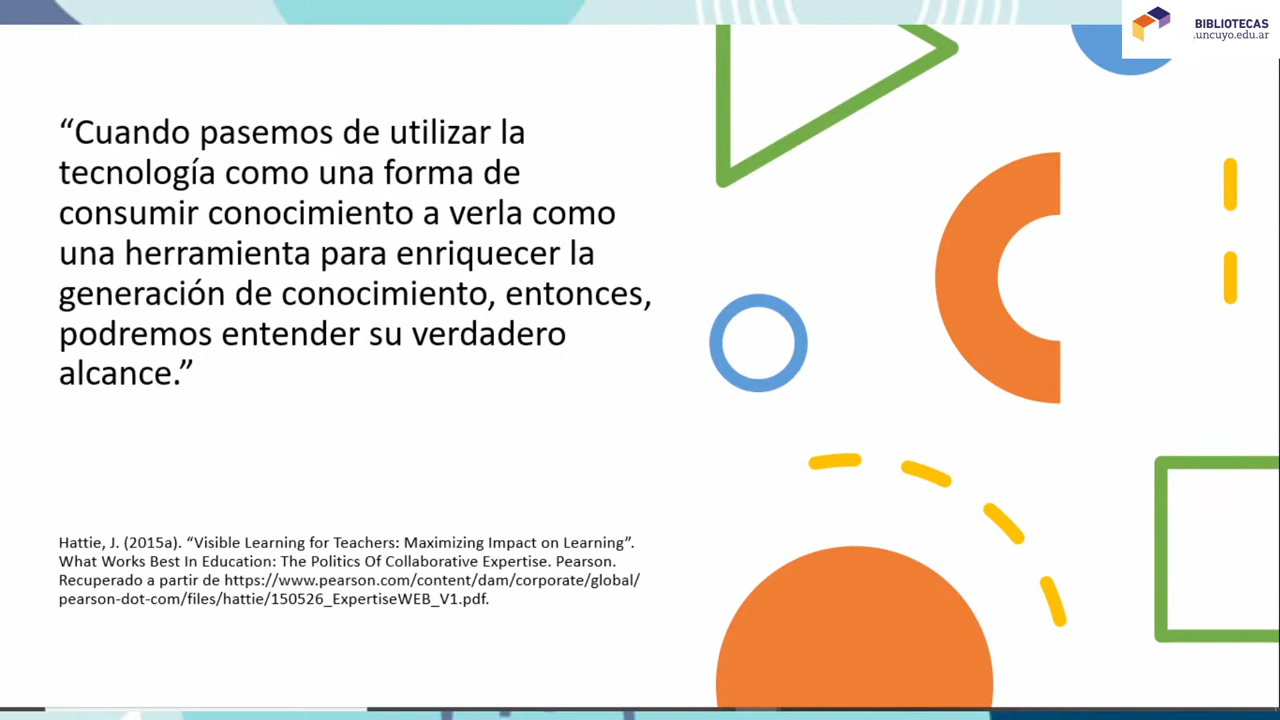 BIBLIOTECAS
.uncuyo.edu.ar
“Cuando pasemos de utilizar la
tecnología como una forma de
consumir conocimiento a verla como
una herramienta para enriquecer la
generación de conocimiento, entonces,
podremos entender su verdadero
alcance.”
Hattie, J. (2015a). “Visible Learning for Teachers: Maximizing Impact on Learning”.
What Works Best In Education: The Politics Of Collaborative Expertise. Pearson.
Recuperado a partir de https://www.pearson.com/content/dam/corporate/global/
pearson-dot-com/files/hattie/150526_ExpertiseWEB_V1.pdf.